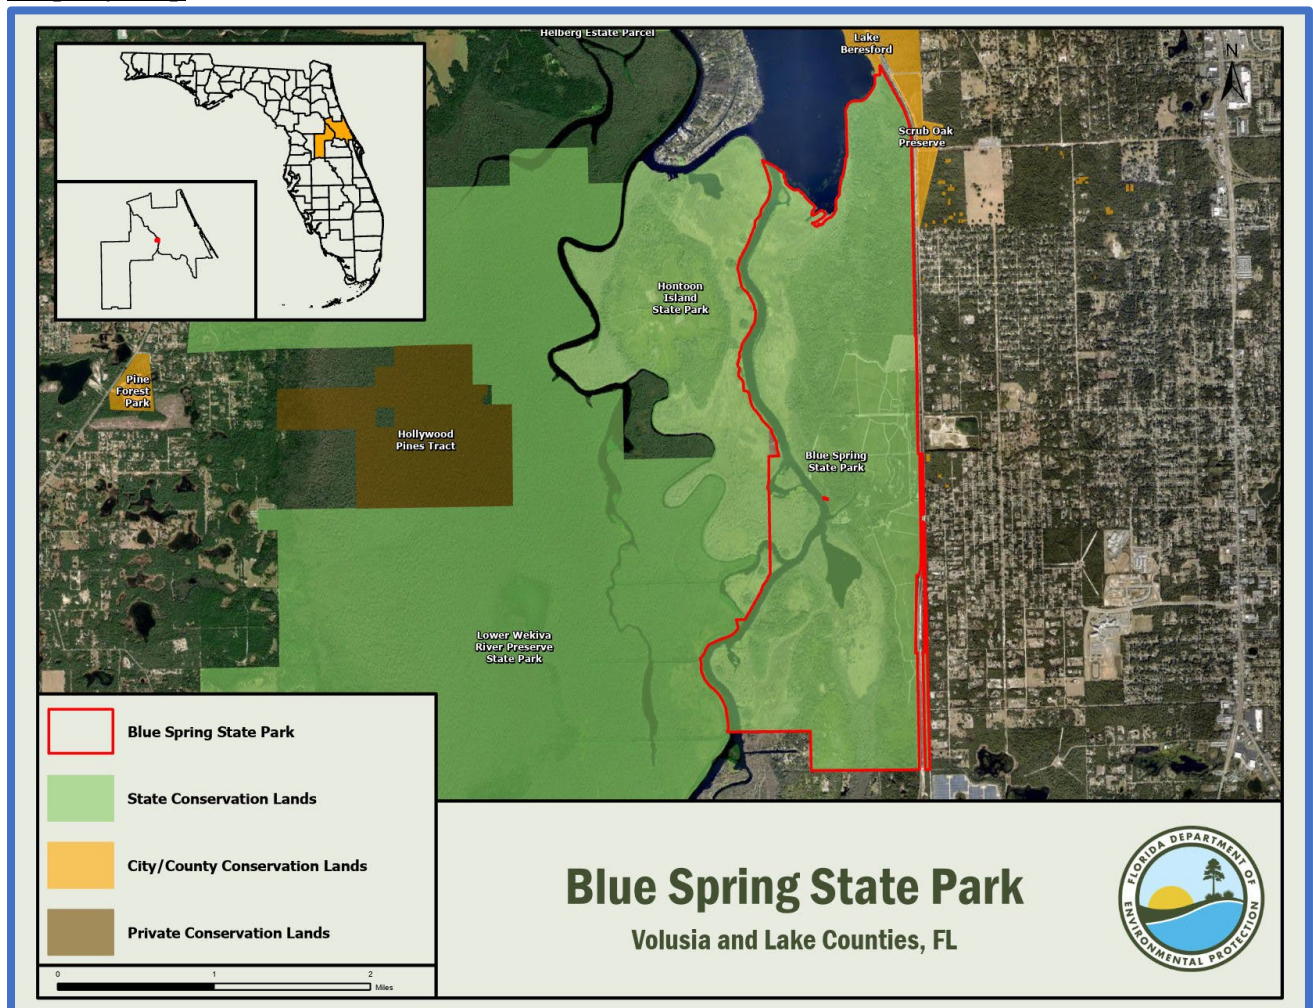 Helberg Estate Parcel
Lake
Beresford
N
Scrub Oak
Preserve
Hontoon
Island
State Park
Pine
Forest
Park
Hollywood
Pines Tract
Blue Spring
State Park
Lower Wekiva
River Preserve
State Park
Blue Spring State Park
State Conservation Lands
City/County Conservation Lands
Private Conservation Lands
0 1 2
Miles
Blue Spring State Park
Volusia and Lake Counties, FL
FLORIDA DEPARTMENT OF
ENVIRONMENTAL PROTECTION